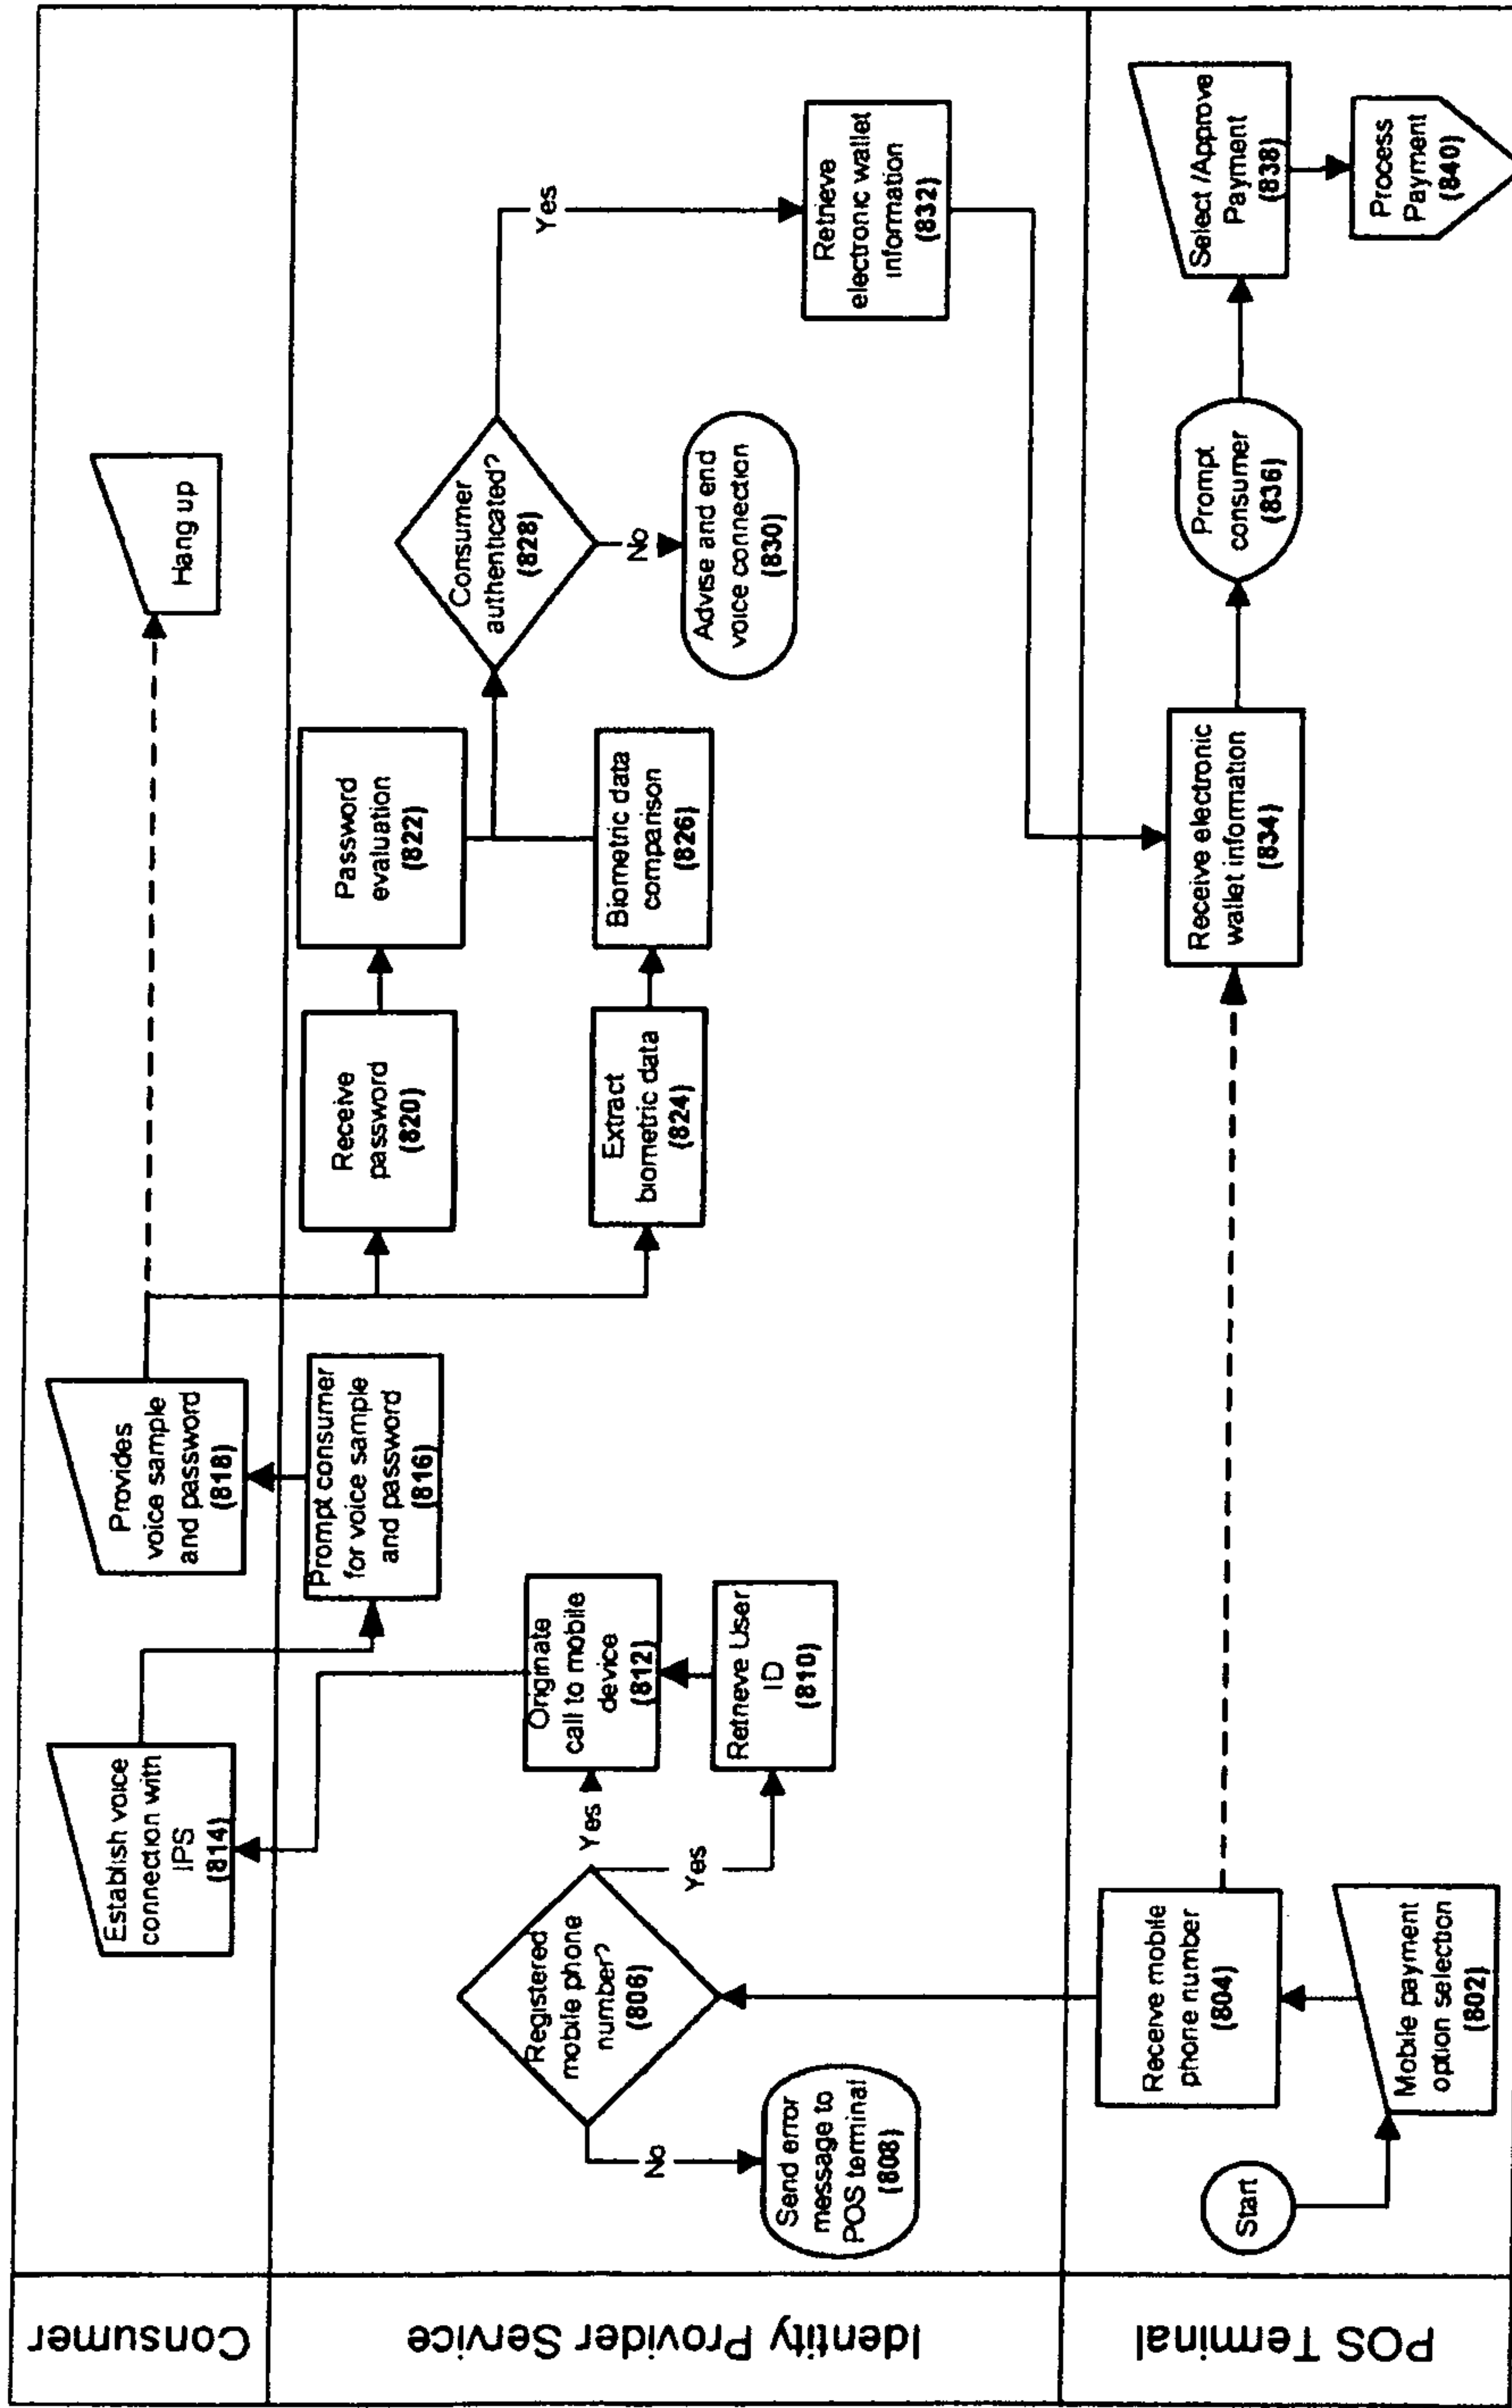 Consumer
Establish voice
connection with
IPS
(814)
Provides
voice sample
and password
(818)
Hang up
Identity Provider Service
Registered
mobile phone
number?
(806)
No
Send error
message to
POS terminal
(808)
Yes
Yes
Originate
call to mobile
device
(812)
Retrieve User
ID
(810)
Prompt consumer
for voice sample
and password
(816)
Receive
password
(820)
Password
evaluation
(822)
Extract
biometric data
(824)
Biometric data
comparison
(826)
Consumer
authenticated?
(828)
No
Advise and end
voice connection
(830)
Yes
Retrieve
electronic wallet
information
(832)
POS Terminal
Start
Mobile payment
option selection
(802)
Receive mobile
phone number
(804)
Receive electronic
wallet information
(834)
Prompt
consumer
(836)
Select /Approve
Payment
(838)
Process
Payment
(840)